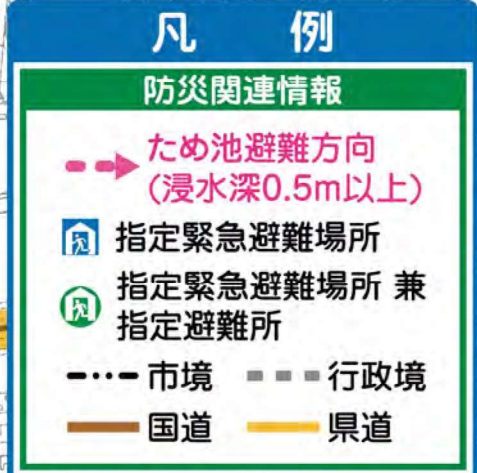 凡例
防災関連情報
ため池避難方向
(浸水深0.5m以上)
指定緊急避難場所
指定緊急避難場所 兼
指定避難所
市境 行政境
国道 県道